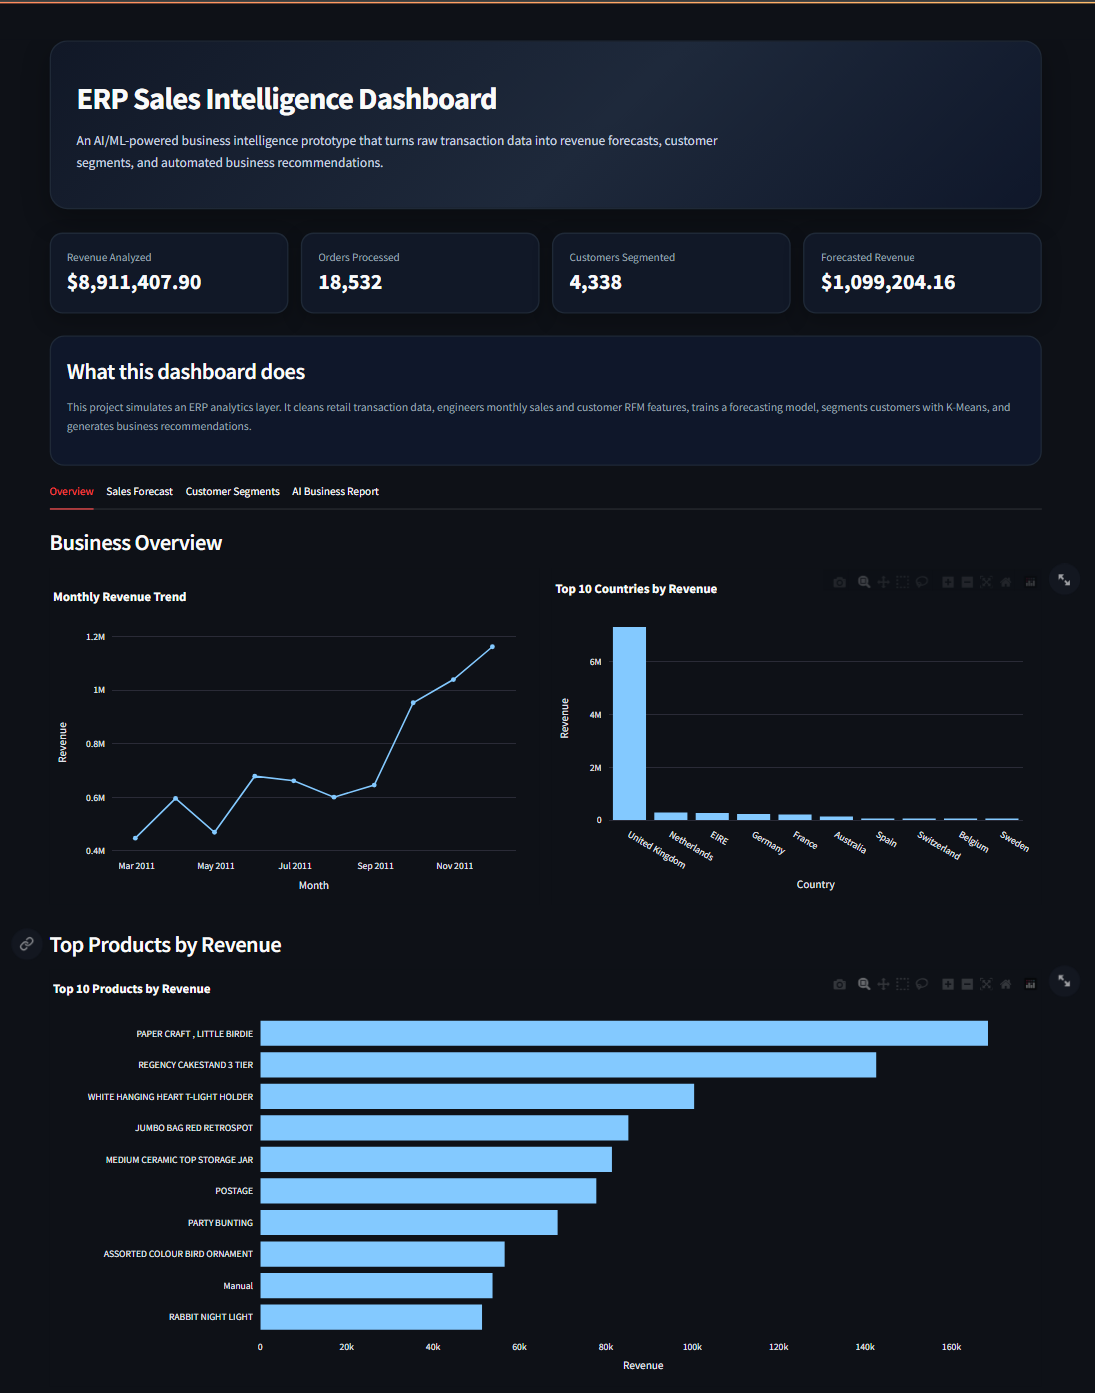 ERP Sales Intelligence Dashboard
An AI/ML-powered business intelligence prototype that turns raw transaction data into revenue forecasts, customer
segments, and automated business recommendations.
Revenue Analyzed
$8,911,407.90
Orders Processed
18,532
Customers Segmented
4,338
Forecasted Revenue
$1,099,204.16
What this dashboard does
This project simulates an ERP analytics layer. It cleans retail transaction data, engineers monthly sales and customer RFM features, trains a forecasting model, segments customers with K-Means, and
generates business recommendations.
Overview Sales Forecast Customer Segments AI Business Report
Business Overview
Monthly Revenue Trend
1.2M
1M
0.8M
0.6M
0.4M
Revenue
Mar 2011 May 2011 Jul 2011 Sep 2011 Nov 2011
Month
Top 10 Countries by Revenue
6M
4M
2M
0
Revenue
United Kingdom
Netherlands
EIRE
Germany
France
Australia
Spain
Switzerland
Belgium
Sweden
Country
Top Products by Revenue
Top 10 Products by Revenue
PAPER CRAFT , LITTLE BIRDIE
REGENCY CAKESTAND 3 TIER
WHITE HANGING HEART T-LIGHT HOLDER
JUMBO BAG RED RETROSPOT
MEDIUM CERAMIC TOP STORAGE JAR
POSTAGE
PARTY BUNTING
ASSORTED COLOUR BIRD ORNAMENT
Manual
RABBIT NIGHT LIGHT
0 20k 40k 60k 80k 100k 120k 140k 160k
Revenue